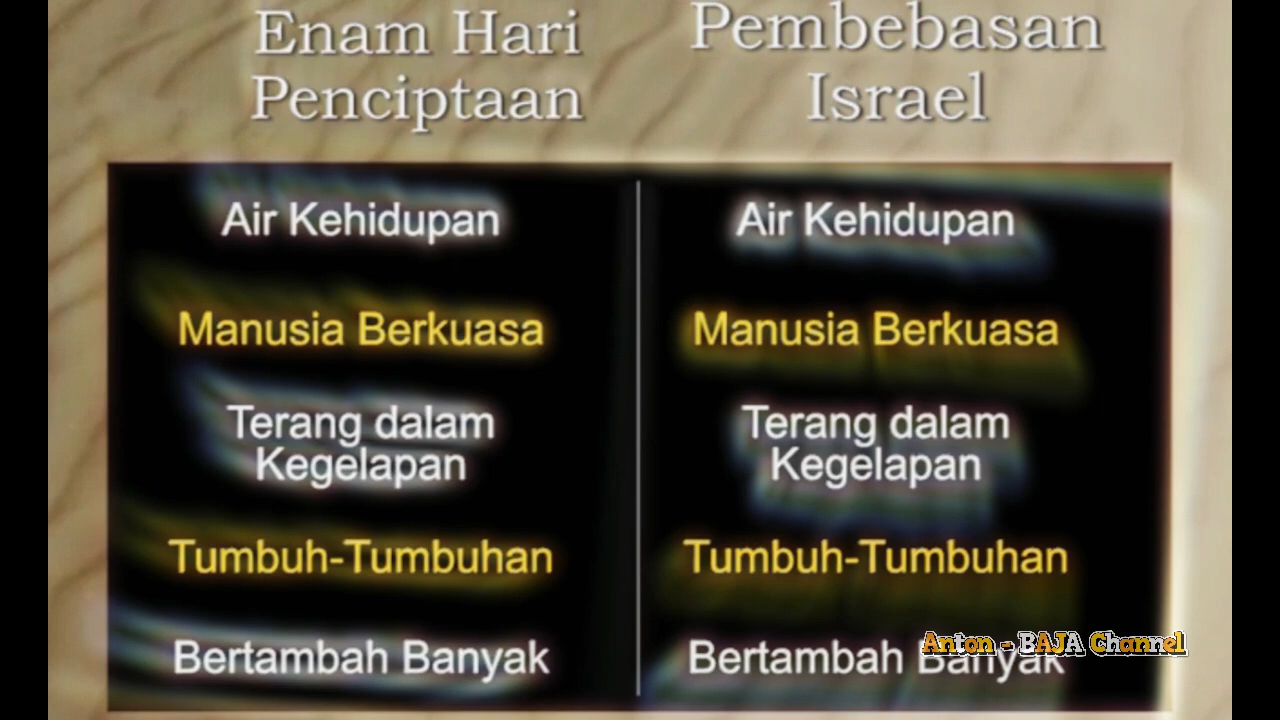 Enam Hari
Penciptaan
Pembebasan
Israel
Air Kehidupan
Air Kehidupan
Manusia Berkuasa
Manusia Berkuasa
Terang dalam
Kegelapan
Terang dalam
Kegelapan
Tumbuh-Tumbuhan
Tumbuh-Tumbuhan
Bertambah Banyak
Bertambah Banyak
Anton - BAJA Channel